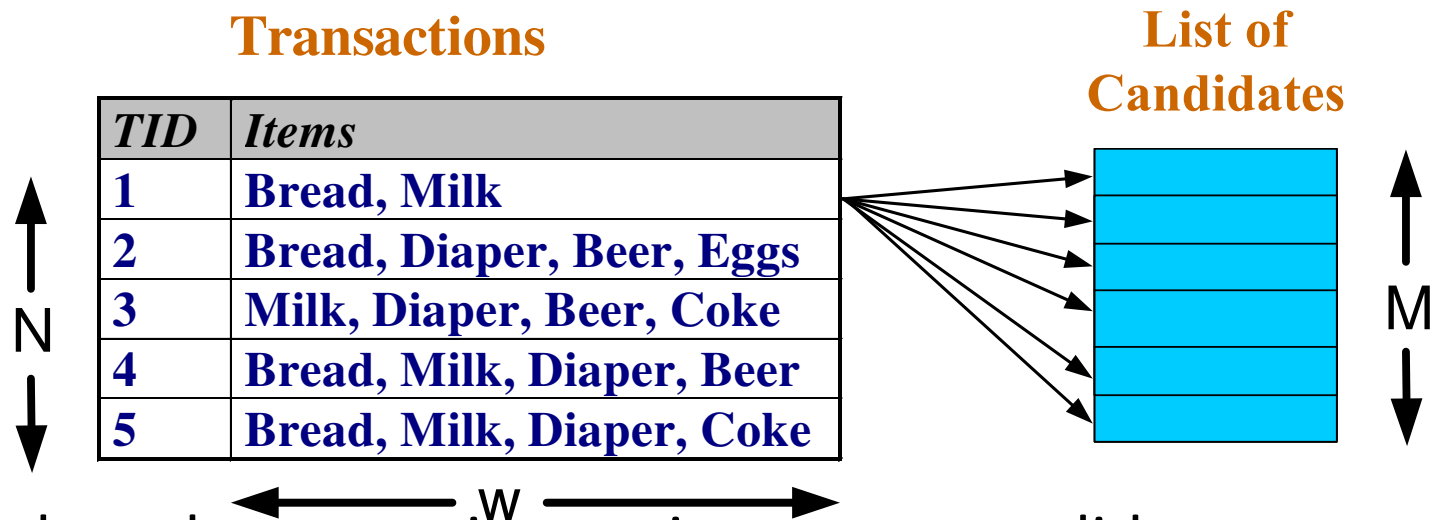 Transactions
List of
Candidates
TID Items
1 Bread, Milk
2 Bread, Diaper, Beer, Eggs
3 Milk, Diaper, Beer, Coke
4 Bread, Milk, Diaper, Beer
5 Bread, Milk, Diaper, Coke
N
M
w